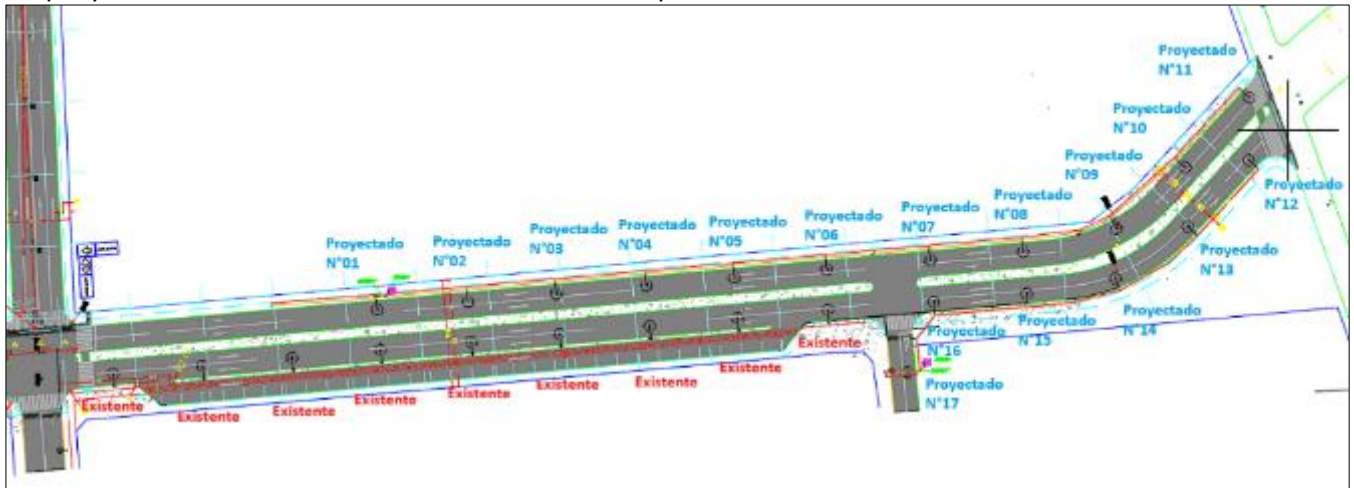 Proyectado
N°11
Proyectado
N°10
Proyectado
N°09
Proyectado
N°12
Proyectado
N°08
Proyectado
N°07
Proyectado
N°06
Proyectado
N°05
Proyectado
N°04
Proyectado
N°03
Proyectado
N°02
Proyectado
N°01
Proyectado
N°13
Proyectado
N°14
Proyectado
N°15
Proyectado
N°16
Proyectado
N°17
Existente
Existente
Existente
Existente
Existente
Existente
Existente
Existente
Existente